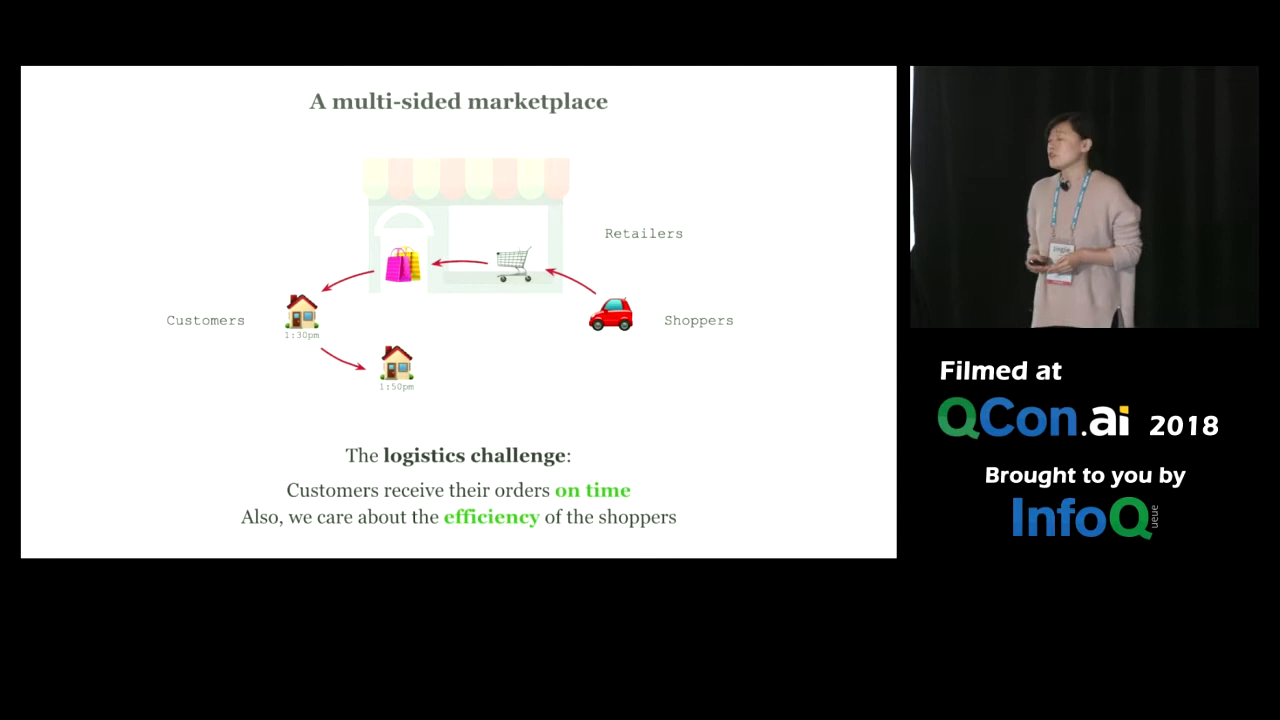 A multi-sided marketplace
Retailers
Customers
Shoppers
1:30pm
1:50pm
The logistics challenge:
Customers receive their orders on time
Also, we care about the efficiency of the shoppers
Filmed at
QCon.ai 2018
Brought to you by
InfoQ
ueue